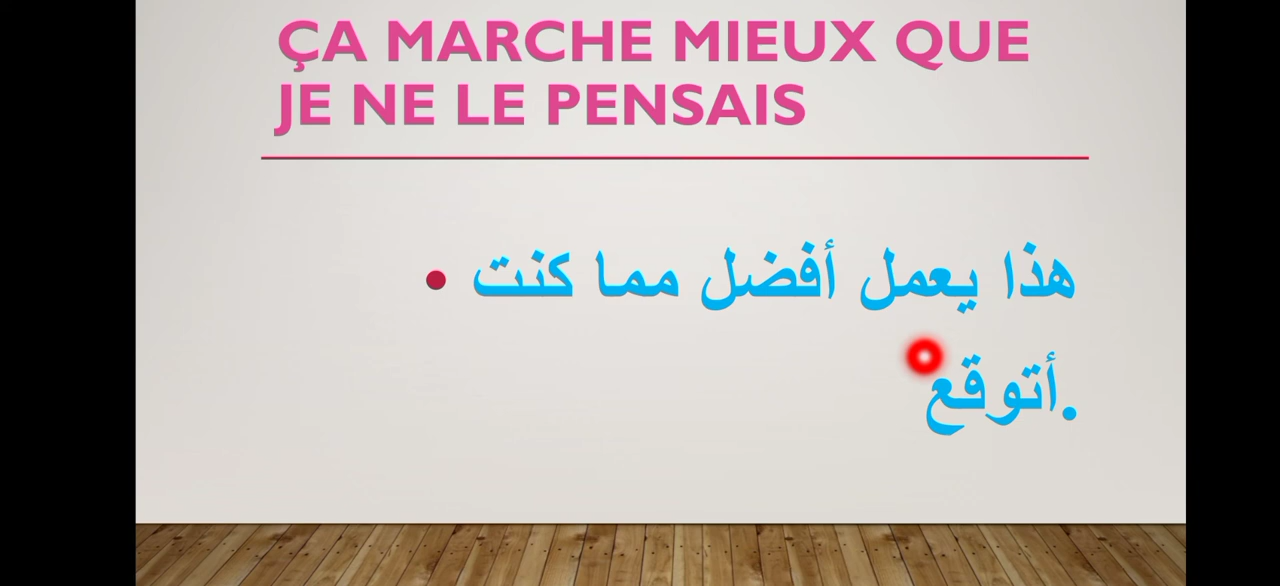 ÇA MARCHE MIEUX QUE
JE NE LE PENSAIS
• هذا يعمل أفضل مما كنت
أتوقع.